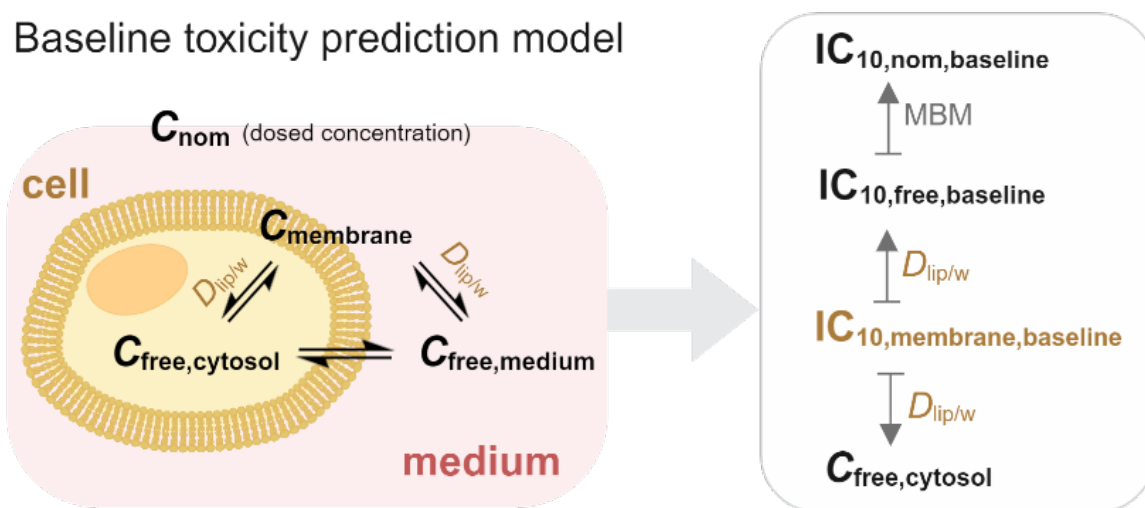 Baseline toxicity prediction model
Cnom (dosed concentration)
cell
Cmembrane
Dlip/w
Dlip/w
Cfree,cytosol
Cfree,medium
medium
IC10,nom,baseline
MBM
IC10,free,baseline
Dlip/w
IC10,membrane,baseline
Dlip/w
Cfree,cytosol